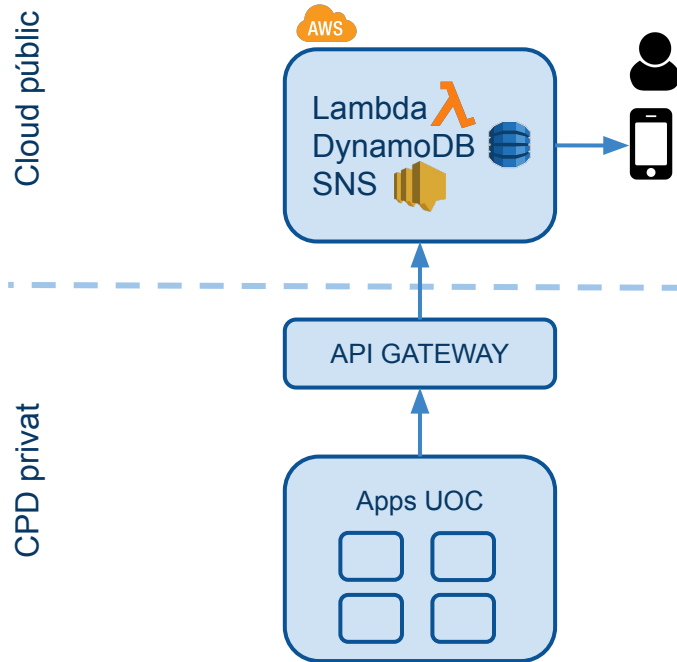 AWS
Cloud públic
Lambda
DynamoDB
SNS
API GATEWAY
CPD privat
Apps UOC